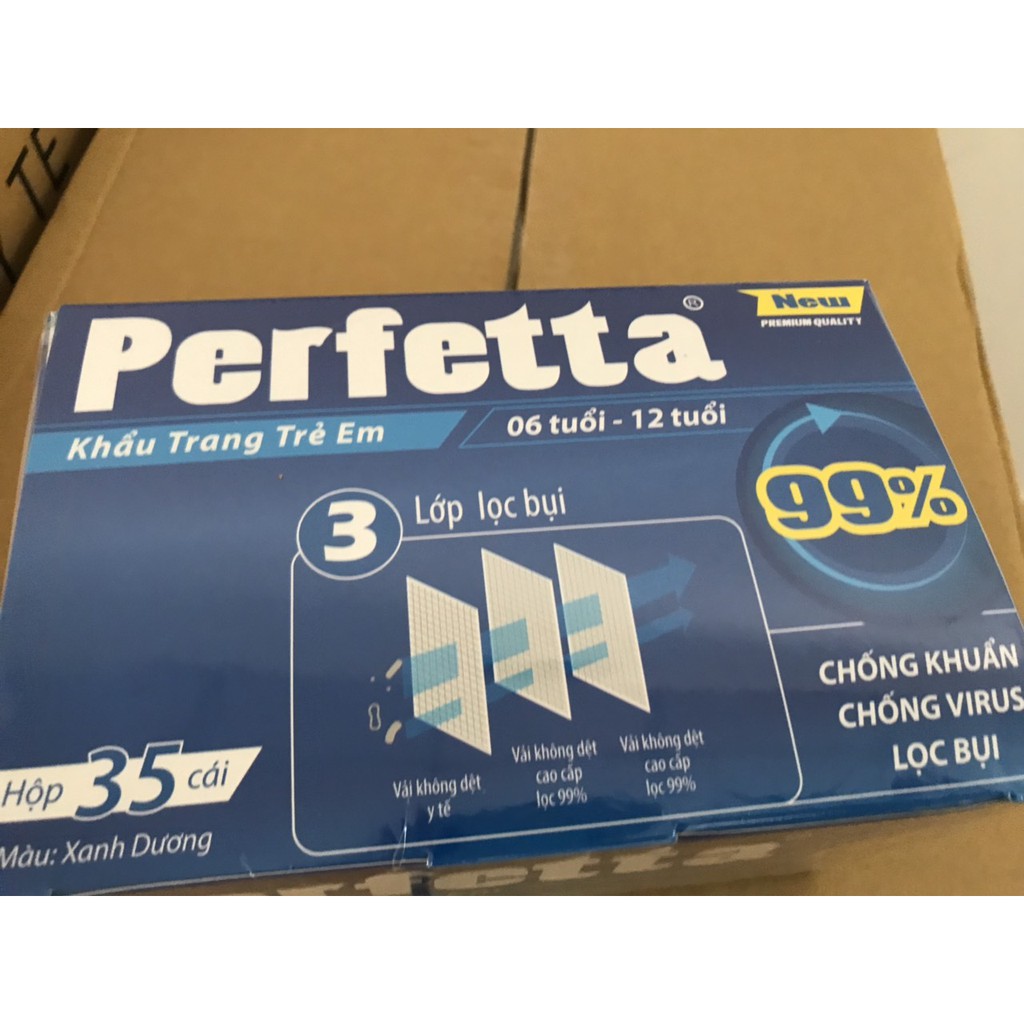 TE
Perfetta®
New
PREMIUM QUALITY
Khẩu Trang Trẻ Em
06 tuổi - 12 tuổi
99%
3 Lớp lọc bụi
CHỐNG KHUẨN
CHỐNG VIRUS
LỌC BỤI
Vải không dệt
y tế
Vải không dệt
cao cấp
lọc 99%
Vải không dệt
cao cấp
lọc 99%
Hộp 35 cái
Màu: Xanh Dương
Perfetta